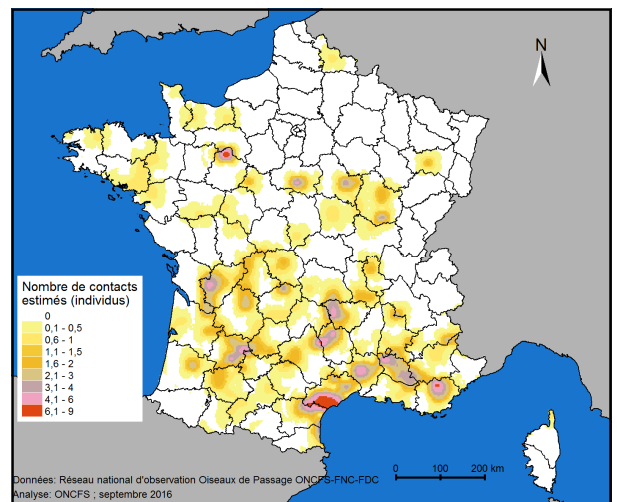 N
Nombre de contacts
estimés (individus)
0
0,1 - 0,5
0,6 - 1
1,1 - 1,5
1,6 - 2
2,1 - 3
3,1 - 4
4,1 - 6
6,1 - 9
Données: Réseau national d'observation Oiseaux de Passage ONCFS-FNC-FDC
0 100 200 km
Analyse: ONCFS ; septembre 2016